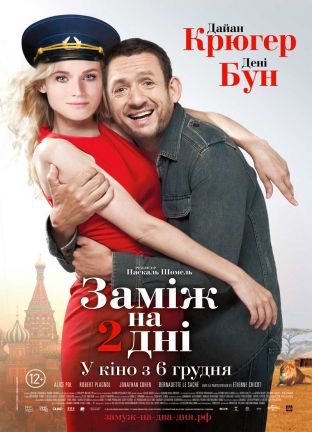 Дайан
Крюгер
Дені
Бун
РЕЖИСЕР
Паскаль Шомель
Заміж
на
2 дні
У кіно з 6 грудня
12+
ALICE POL ROBERT PLAGNOL JONATHAN COHEN BERNADETTE LE SACHÉ ETIENNE CHICOT
замуж-на-два-дня.рф